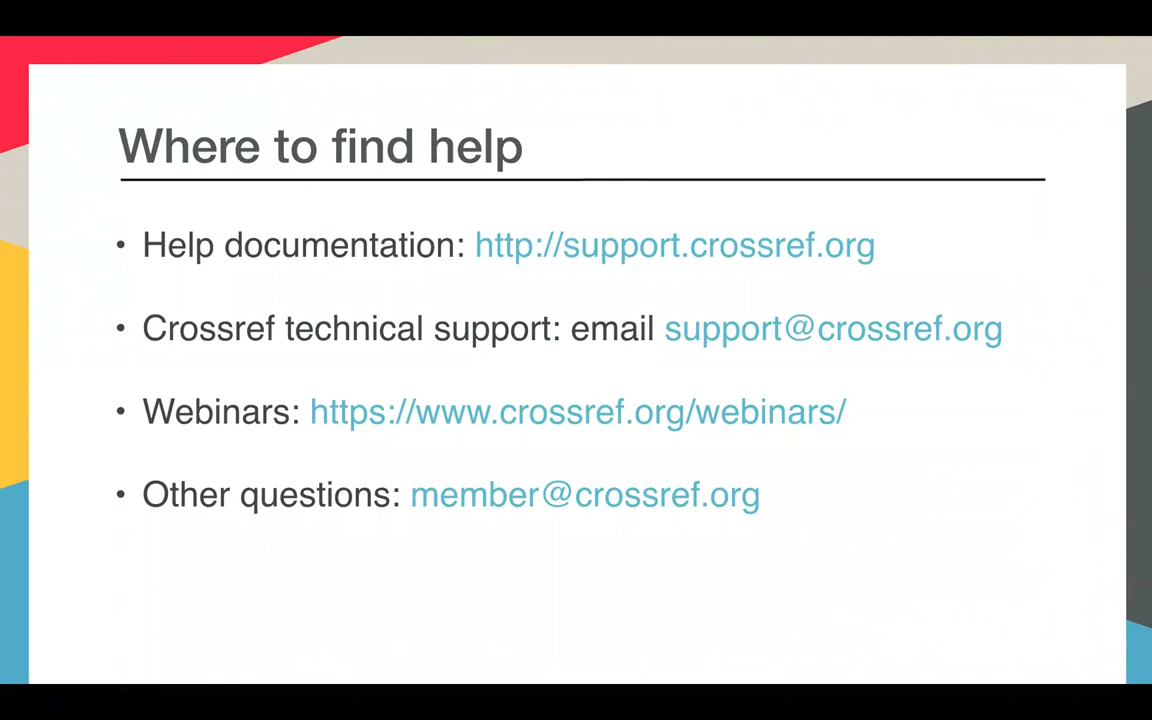 Where to find help
• Help documentation: http://support.crossref.org
• Crossref technical support: email support@crossref.org
• Webinars: https://www.crossref.org/webinars/
• Other questions: member@crossref.org